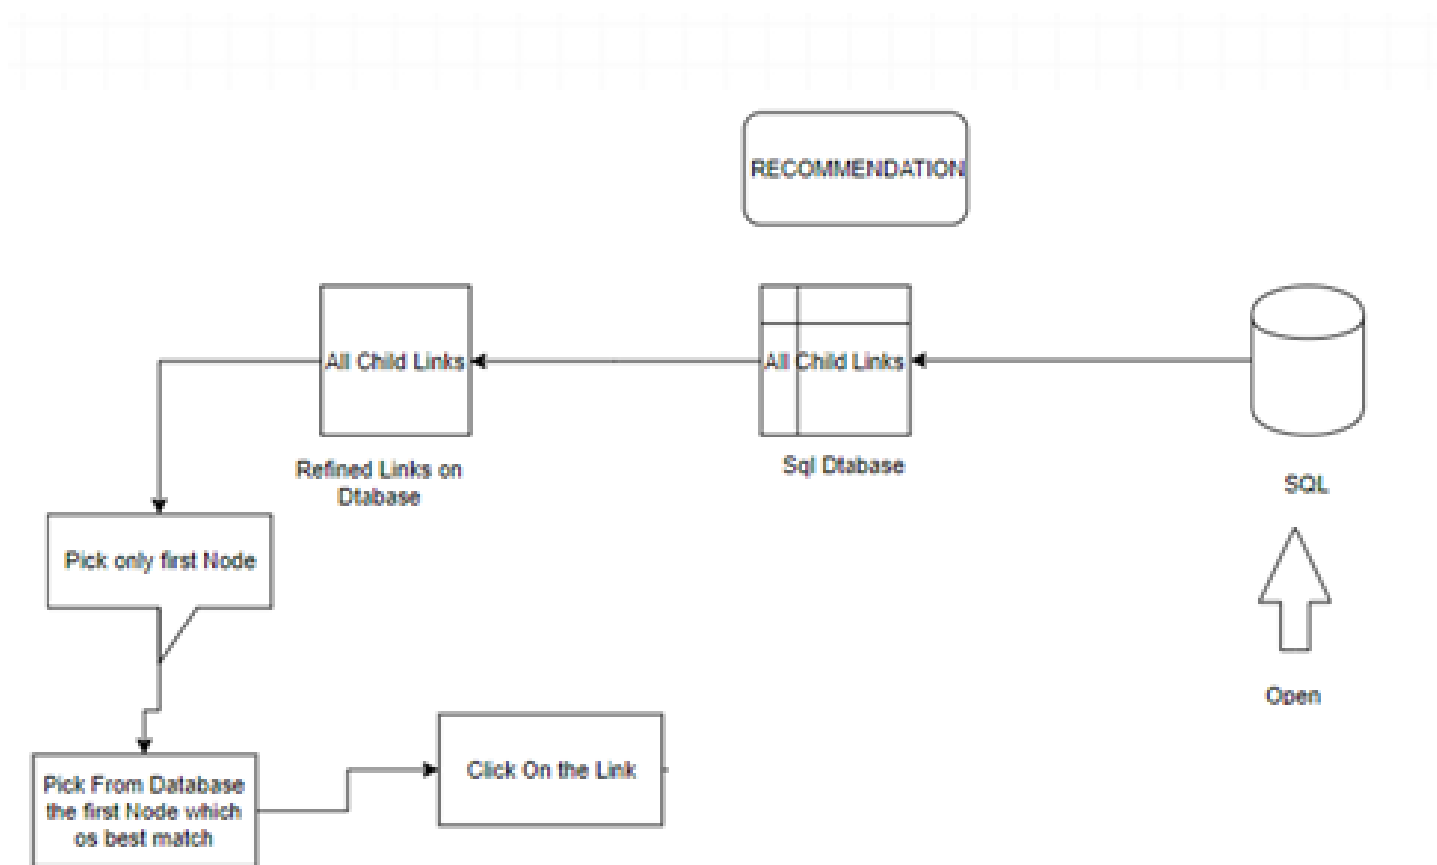 RECOMMENDATION
All Child Links
All Child Links
Refined Links on
Dtabase
Sql Dtabase
SQL
Pick only first Node
Open
Pick From Database
the first Node which
os best match
Click On the Link